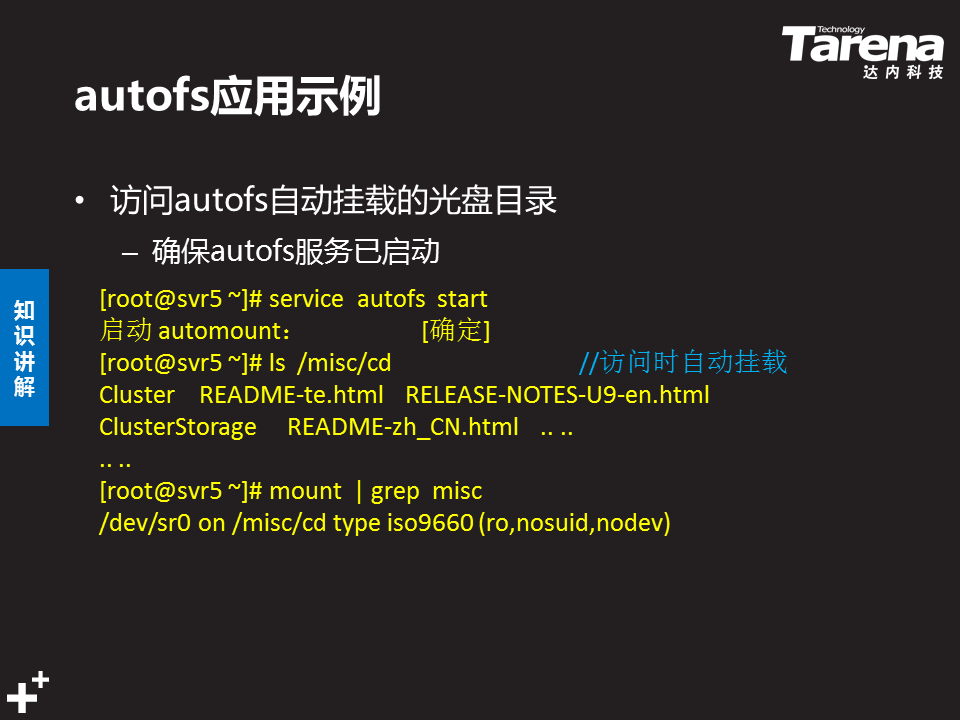 Technology
Tarena
达内科技
autofs应用示例
• 访问autofs自动挂载的光盘目录
– 确保autofs服务已启动
知识讲解
[root@svr5 ~]# service autofs start
启动 automount： [确定]
[root@svr5 ~]# ls /misc/cd //访问时自动挂载
Cluster README-te.html RELEASE-NOTES-U9-en.html
ClusterStorage README-zh_CN.html .. ..
.. ..
[root@svr5 ~]# mount | grep misc
/dev/sr0 on /misc/cd type iso9660 (ro,nosuid,nodev)